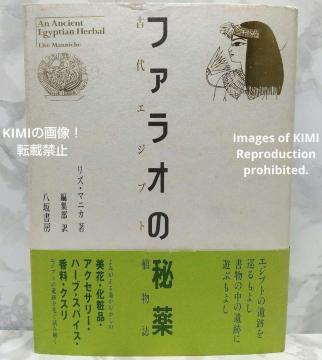 An Ancient
Egyptian Herbal
Lise Manniche
ファラオの秘薬
古代エジプト植物誌
リズ・マニカ 著
編集部 訳
八坂書房
KIMIの画像！
転載禁止
Images of KIMI
Reproduction
prohibited.
エジプトの遺跡を
巡るもよし
書物の中の遺跡に
遊ぶもよし
美花・化粧品・
アクセサリー・
ハーブ・スパイス・
香料・クスリ